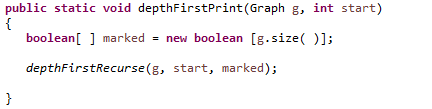 public static void depthFirstPrint(Graph g, int start)
{
boolean[ ] marked = new boolean [g.size( )];
depthFirstRecurse(g, start, marked);
}